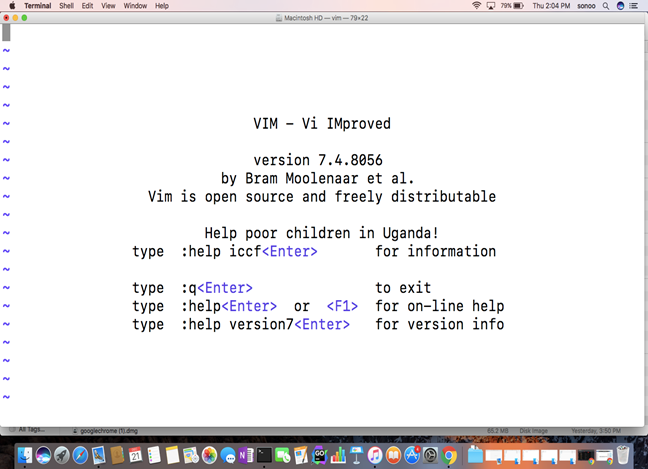 Terminal Shell Edit View Window Help 79% Thu 2:04 PM sonoo
Macintosh HD — vim — 79×22
~
~
~
~
~
VIM - Vi IMproved
~
~
version 7.4.8056
~
by Bram Moolenaar et al.
~
Vim is open source and freely distributable
~
~
Help poor children in Uganda!
~
type :help iccf<Enter> for information
~
~
type :q<Enter> to exit
~
type :help<Enter> or <F1> for on-line help
~
type :help version7<Enter> for version info
~
~
~
~
All Tags...
googlechrome (1).dmg 65.2 MB Disk Image Yesterday, 3:50 PM
21
GO!